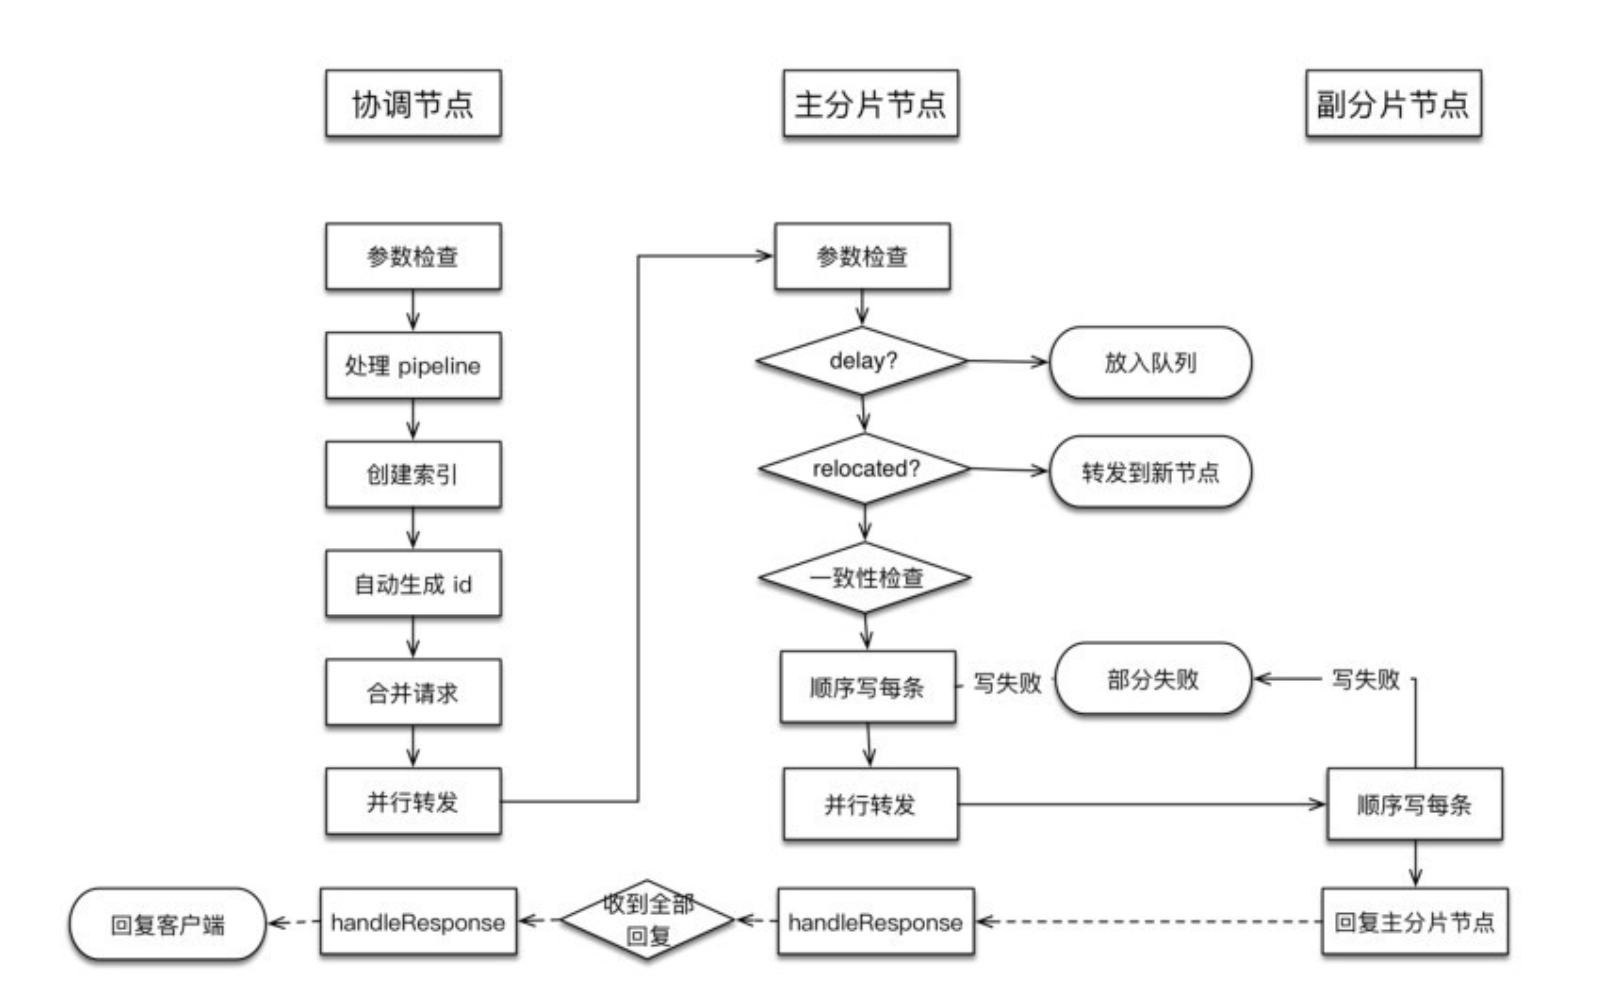 协调节点
主分片节点
副分片节点
参数检查
处理 pipeline
创建索引
自动生成 id
合并请求
并行转发
参数检查
delay?
放入队列
relocated?
转发到新节点
一致性检查
顺序写每条
写失败
部分失败
写失败
并行转发
顺序写每条
回复主分片节点
handleResponse
收到全部
回复
handleResponse
回复客户端